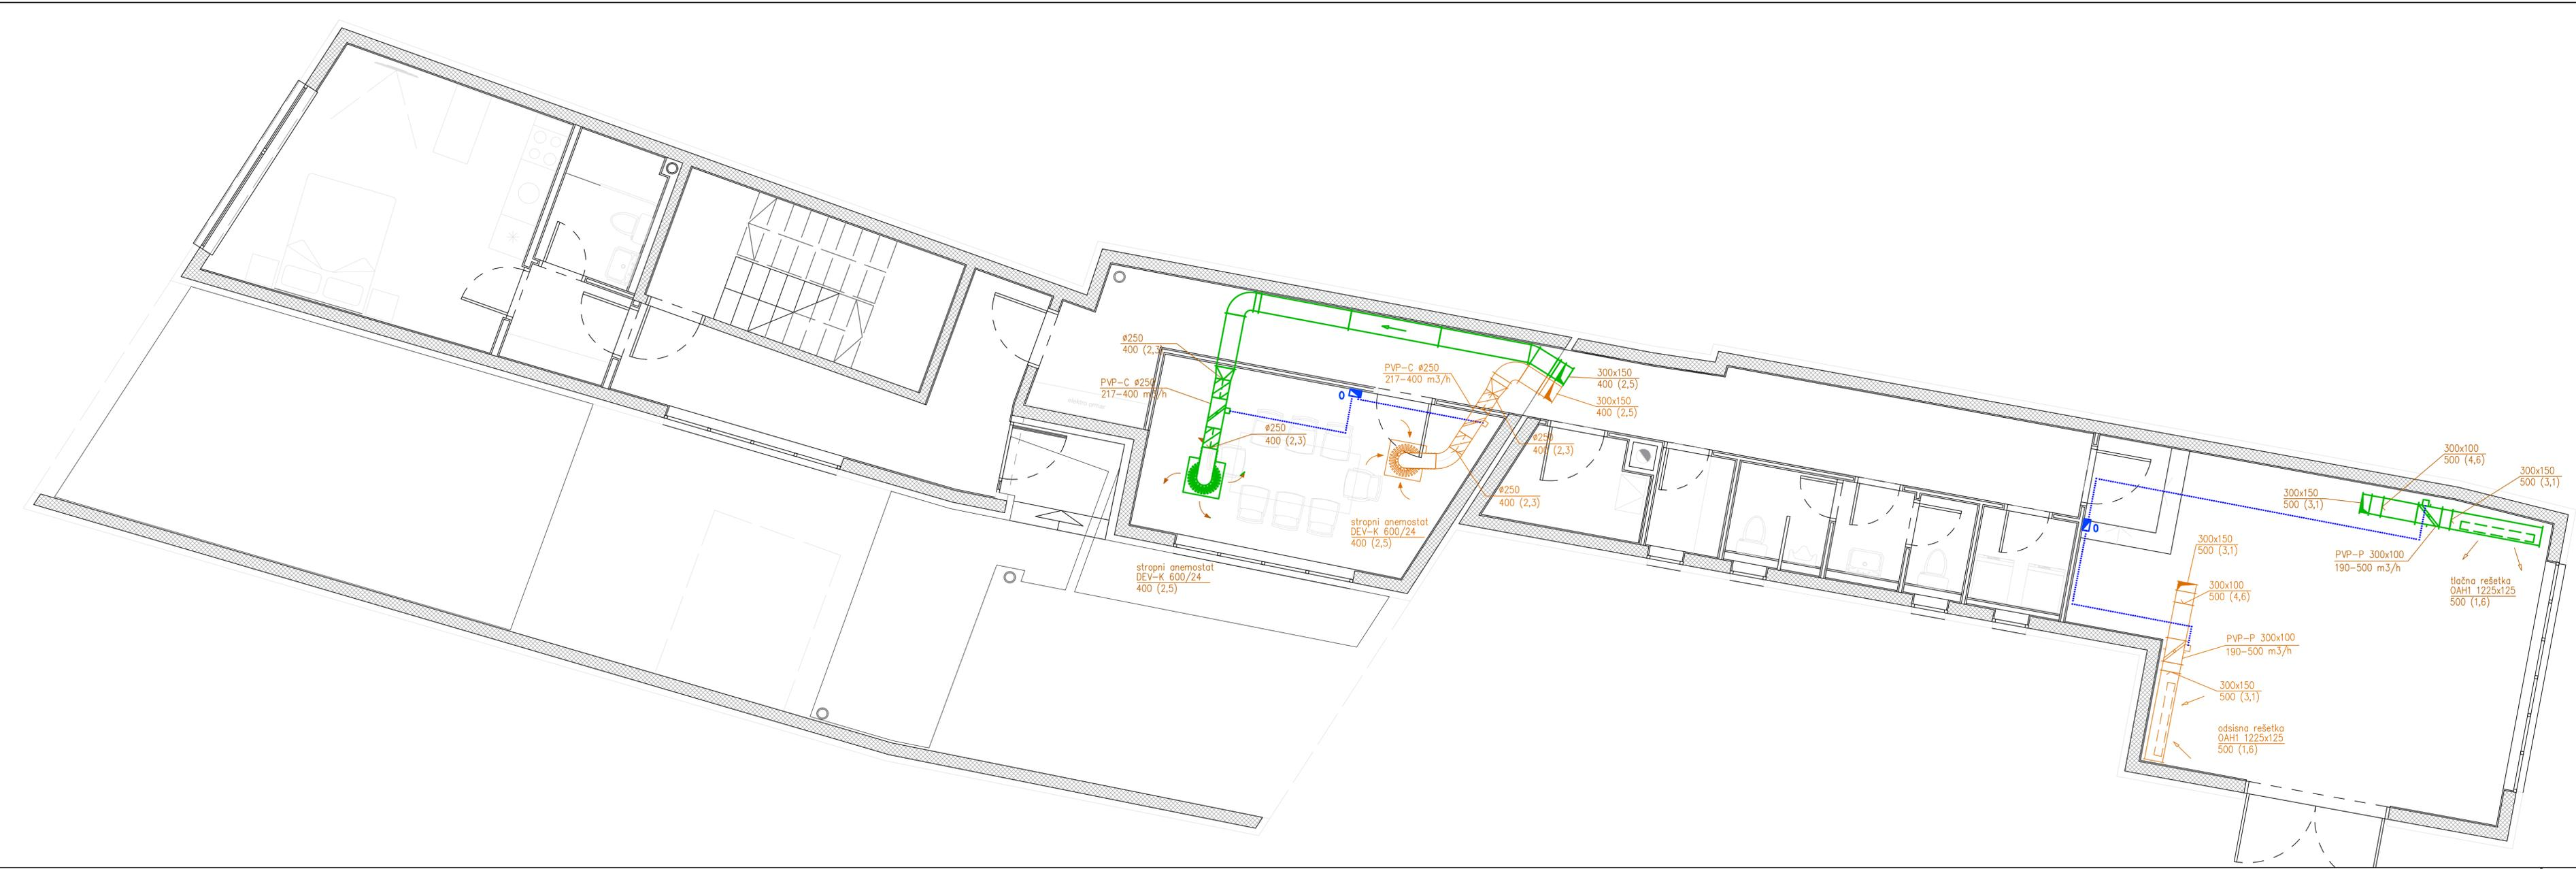 Ø250
400 (2,3)
PVP-C Ø250
217-400 m3/h
Ø250
400 (2,3)
O
PVP-C Ø250
217-400 m3/h
300x150
400 (2,5)
300x150
400 (2,5)
Ø250
400 (2,3)
Ø250
400 (2,3)
stropni anemostat
DEV-K 600/24
400 (2,5)
stropni anemostat
DEV-K 600/24
400 (2,5)
300x100
500 (4,6)
300x150
500 (3,1)
300x150
500 (3,1)
O
PVP-P 300x100
190-500 m3/h
300x150
500 (3,1)
tlačna rešetka
OAH1 1225x125
500 (1,6)
300x100
500 (4,6)
PVP-P 300x100
190-500 m3/h
300x150
500 (3,1)
odsisna rešetka
OAH1 1225x125
500 (1,6)